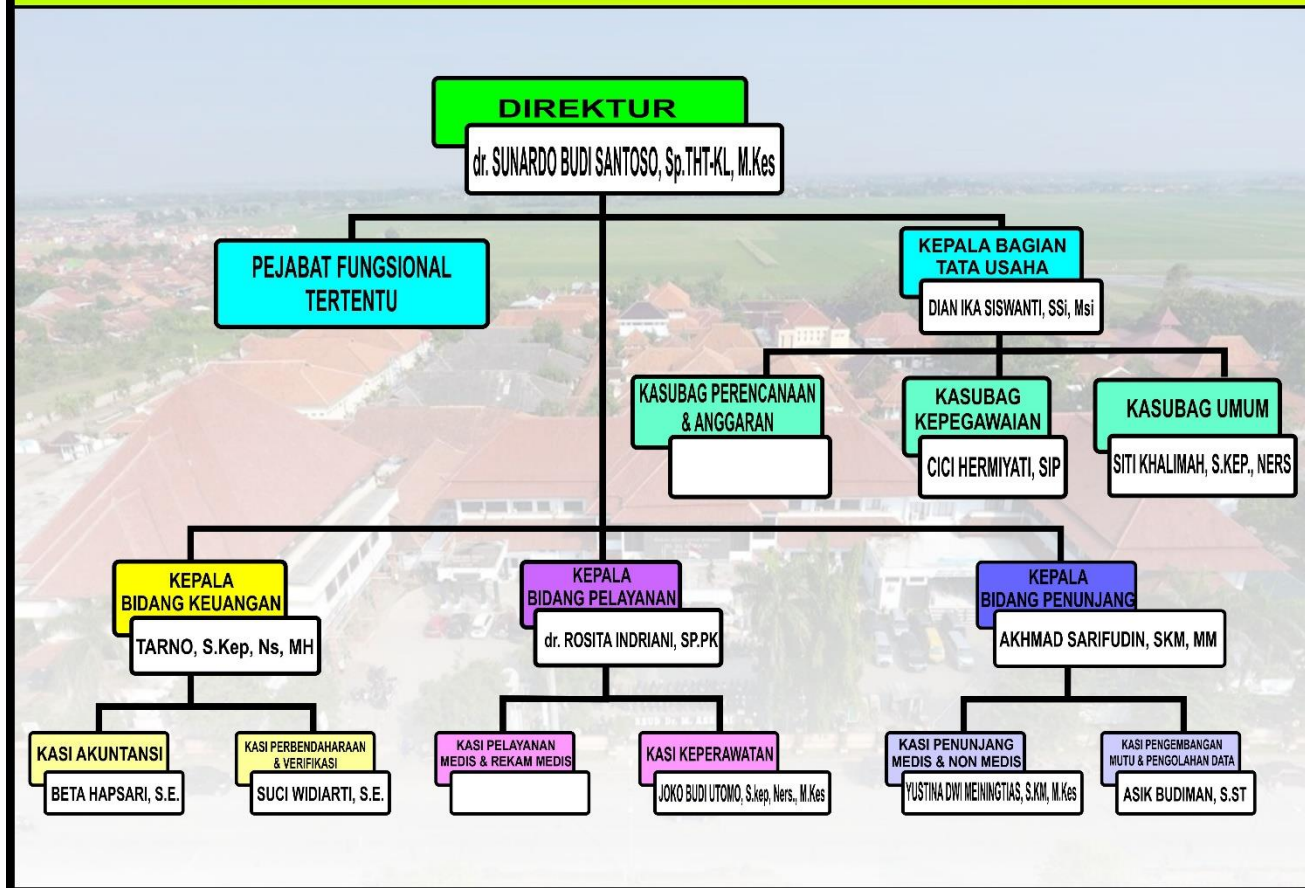 DIREKTUR
dr. SUNARDO BUDI SANTOSO, Sp.THT-KL, M.Kes
PEJABAT FUNGSIONAL
TERTENTU
KEPALA BAGIAN
TATA USAHA
DIAN IKA SISWANTI, SSi, Msi
KASUBAG PERENCANAAN
& ANGGARAN
KASUBAG
KEPEGAWAIAN
CICI HERMIYATI, SIP
KASUBAG UMUM
SITI KHALIMAH, S.KEP., NERS
KEPALA
BIDANG KEUANGAN
TARNO, S.Kep, Ns, MH
KEPALA
BIDANG PELAYANAN
dr. ROSITA INDRIANI, SP.PK
KEPALA
BIDANG PENUNJANG
AKHMAD SARIFUDIN, SKM, MM
KASI AKUNTANSI
BETA HAPSARI, S.E.
KASI PERBENDAHARAAN
& VERIFIKASI
SUCI WIDIARTI, S.E.
KASI PELAYANAN
MEDIS & REKAM MEDIS
KASI KEPERAWATAN
JOKO BUDI UTOMO, S.kep, Ners., M.Kes
KASI PENUNJANG
MEDIS & NON MEDIS
YUSTINA DWI MEININGTIAS, S.KM, M.Kes
KASI PENGEMBANGAN
MUTU & PENGOLAHAN DATA
ASIK BUDIMAN, S.ST